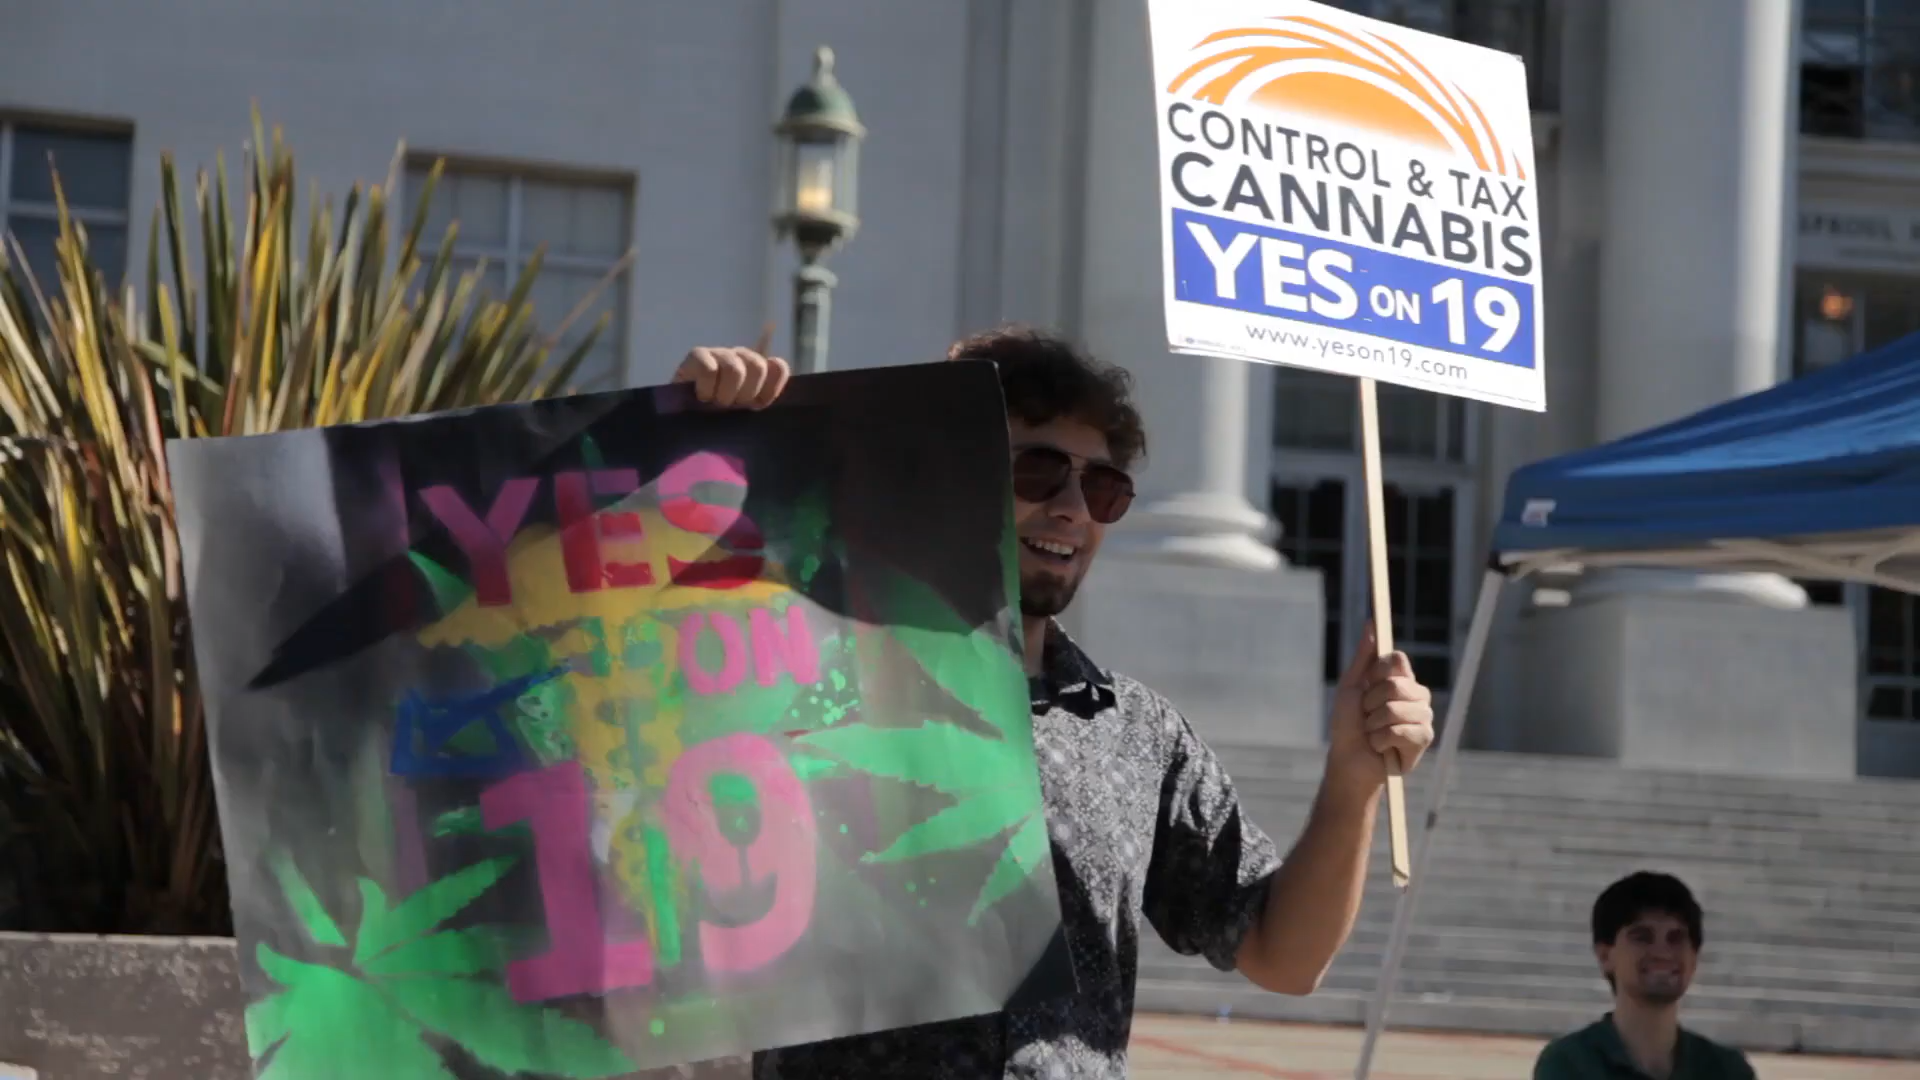 CONTROL & TAX
CANNABIS
YES ON 19
www.yeson19.com
YES
ON
19